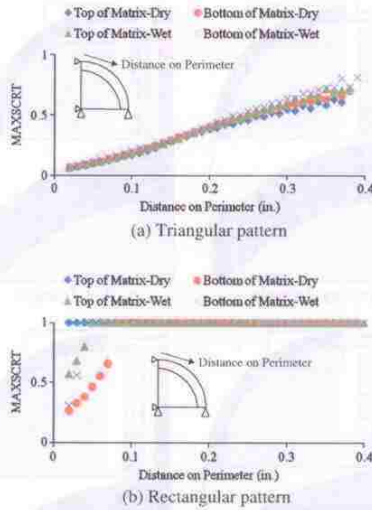 Top of Matrix-Dry Bottom of Matrix-Dry
Top of Matrix-Wet Bottom of Matrix-Wet
1
Distance on Perimeter
MAXSCRT
0.5
0
0 0.1 0.2 0.3 0.4
Distance on Perimeter (in.)
(a) Triangular pattern
Top of Matrix-Dry Bottom of Matrix-Dry
Top of Matrix-Wet Bottom of Matrix-Wet
1
Distance on Perimeter
MAXSCRT
0.5
0
0 0.1 0.2 0.3 0.4
Distance on Perimeter (in.)
(b) Rectangular pattern